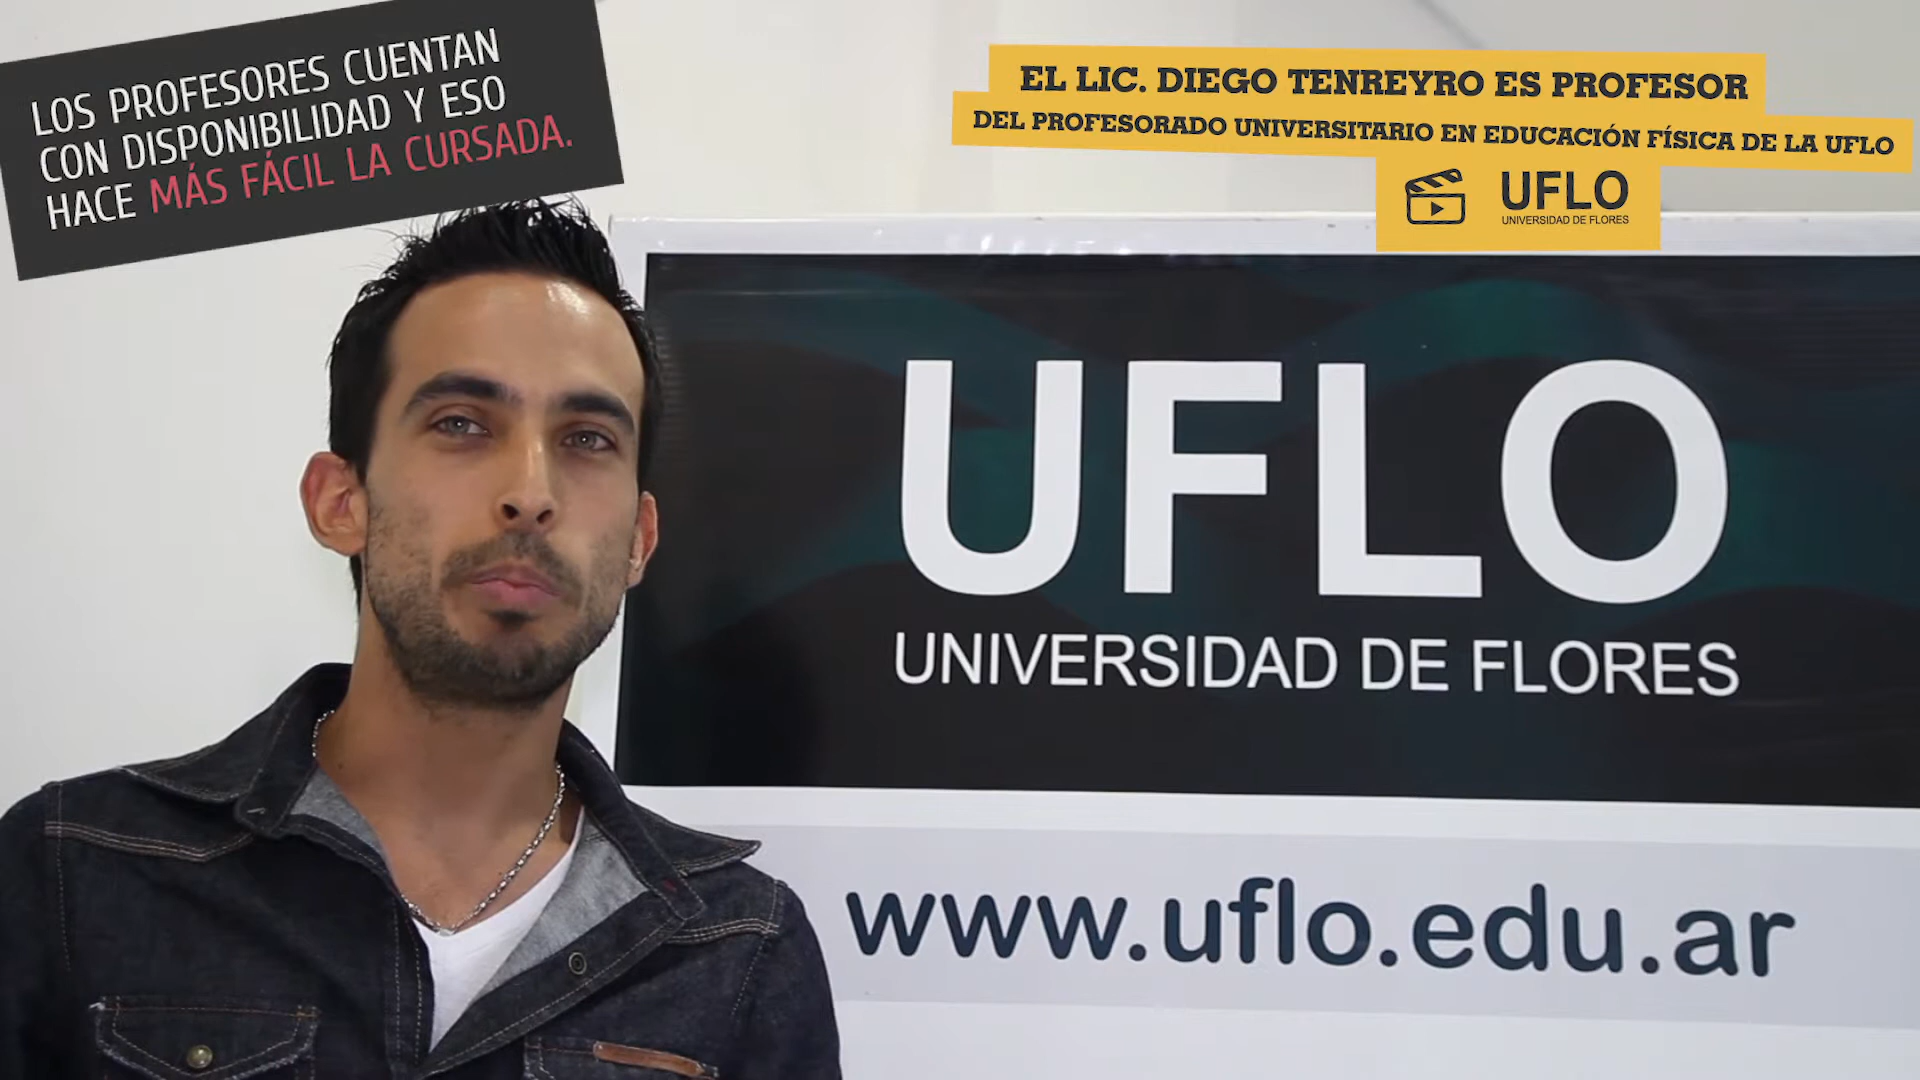 LOS PROFESORES CUENTAN
CON DISPONIBILIDAD Y ESO
HACE MÁS FÁCIL LA CURSADA.
EL LIC. DIEGO TENREYRO ES PROFESOR
DEL PROFESORADO UNIVERSITARIO EN EDUCACIÓN FÍSICA DE LA UFLO
UFLO
UNIVERSIDAD DE FLORES
UFLO
UNIVERSIDAD DE FLORES
www.uflo.edu.ar